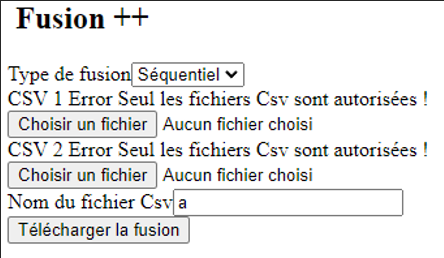 Fusion ++
Type de fusion Séquentiel
CSV 1 Error Seul les fichiers Csv sont autorisées !
Choisir un fichier Aucun fichier choisi
CSV 2 Error Seul les fichiers Csv sont autorisées !
Choisir un fichier Aucun fichier choisi
Nom du fichier Csv a
Télécharger la fusion